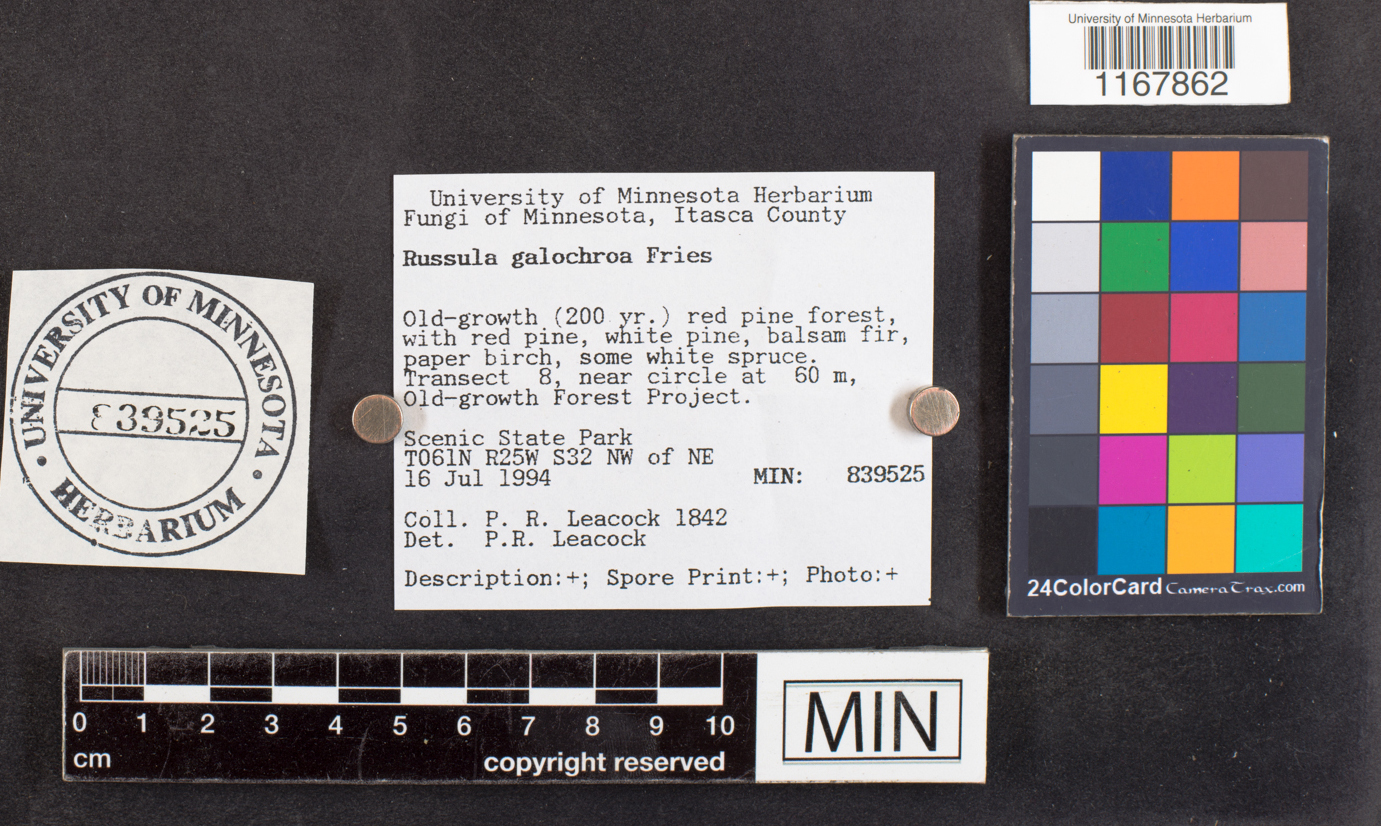 University of Minnesota Herbarium
1167862
University of Minnesota Herbarium
Fungi of Minnesota, Itasca County
Russula galochroa Fries
Old-growth (200 yr.) red pine forest,
with red pine, white pine, balsam fir,
paper birch, some white spruce.
Transect 8, near circle at 60 m,
Old-growth Forest Project.
Scenic State Park
T061N R25W S32 NW of NE
16 Jul 1994 MIN: 839525
Coll. P. R. Leacock 1842
Det. P.R. Leacock
Description:+; Spore Print:+; Photo:+
UNIVERSITY OF MINNESOTA
839525
HERBARIUM
24ColorCard CameraTrax.com
0 1 2 3 4 5 6 7 8 9 10
cm copyright reserved
MIN